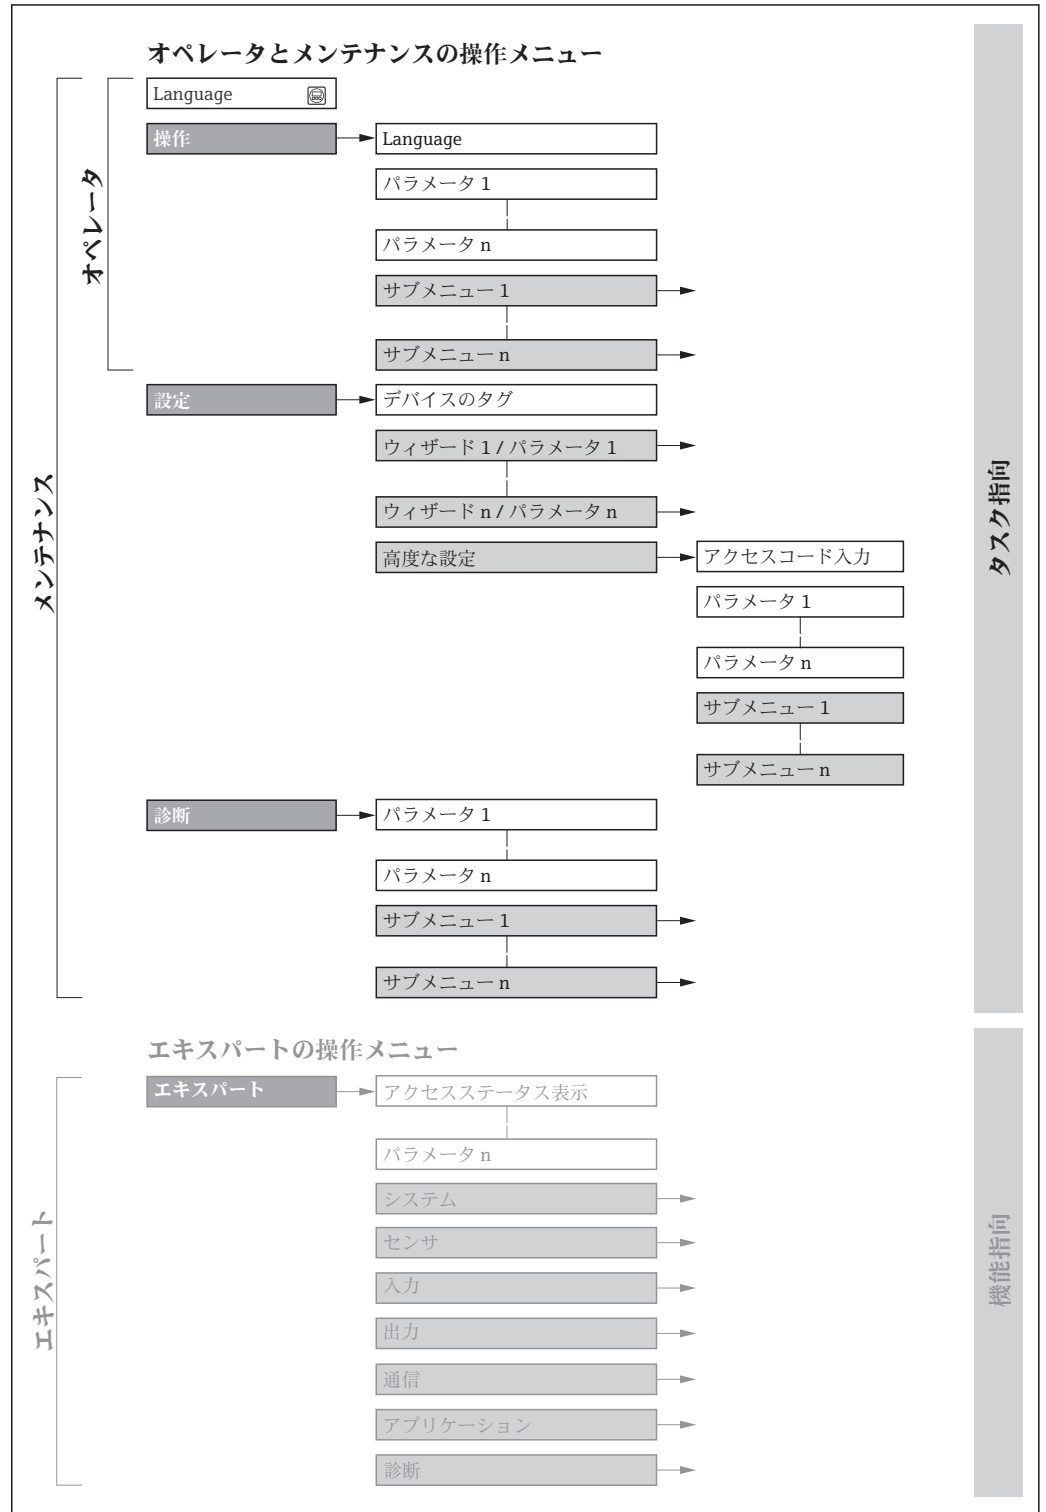 オペレータとメンテナンスの操作メニュー
Language
操作
Language
パラメータ 1
パラメータ n
サブメニュー 1
サブメニュー n
オペレータ
設定
デバイスのタグ
ウィザード 1 / パラメータ 1
ウィザード n / パラメータ n
高度な設定
アクセスコード入力
パラメータ 1
パラメータ n
サブメニュー 1
サブメニュー n
メンテナンス
タスク指向
診断
パラメータ 1
パラメータ n
サブメニュー 1
サブメニュー n
エキスパートの操作メニュー
エキスパート
アクセスステータス表示
パラメータ n
システム
センサ
入力
出力
通信
アプリケーション
診断
エキスパート
機能指向